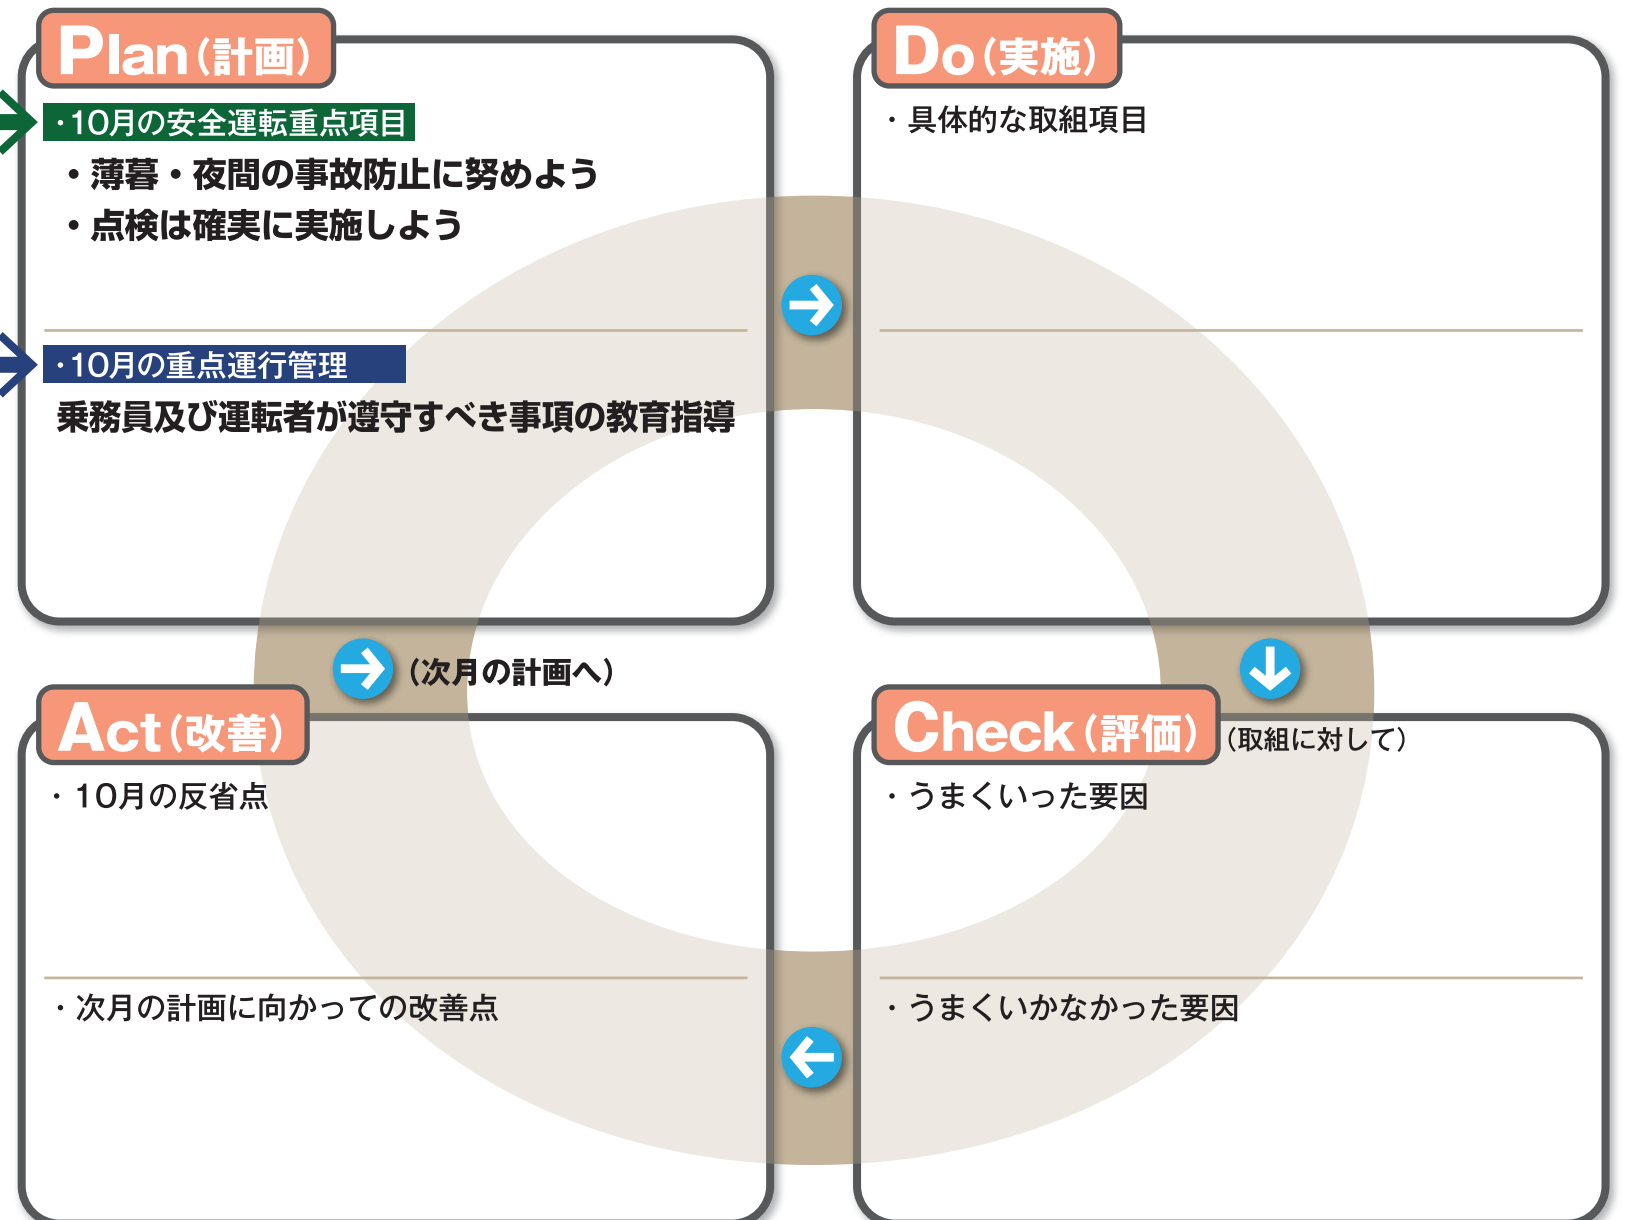 Plan(計画)
・10月の安全運転重点項目
・薄暮・夜間の事故防止に努めよう
・点検は確実に実施しよう
・10月の重点運行管理
乗務員及び運転者が遵守すべき事項の教育指導
Do(実施)
・具体的な取組項目
(次月の計画へ)
Act(改善)
・10月の反省点
・次月の計画に向かっての改善点
Check(評価)
(取組に対して)
・うまくいった要因
・うまくいかなかった要因